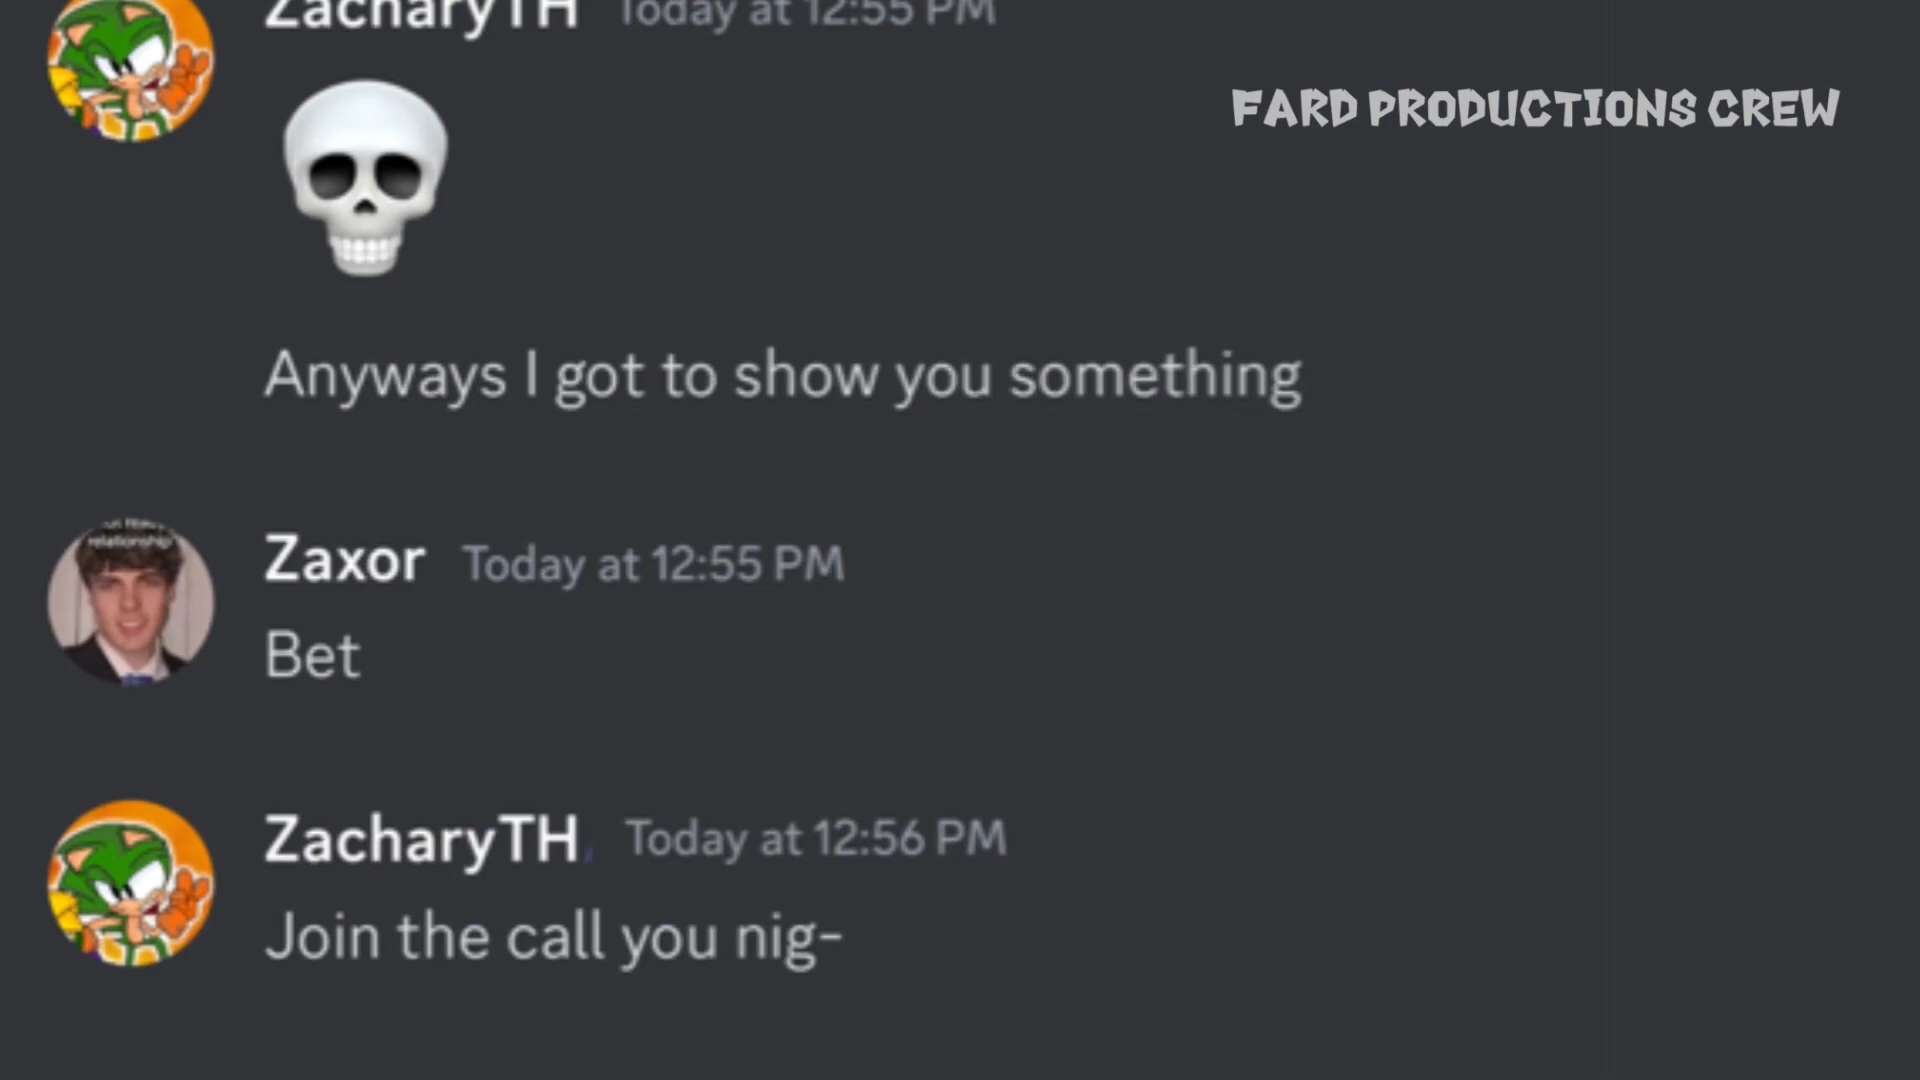 ZacharyTH Today at 12:55 PM
FARD PRODUCTIONS CREW
Anyways I got to show you something
relationship
Zaxor Today at 12:55 PM
Bet
ZacharyTH Today at 12:56 PM
Join the call you nig-